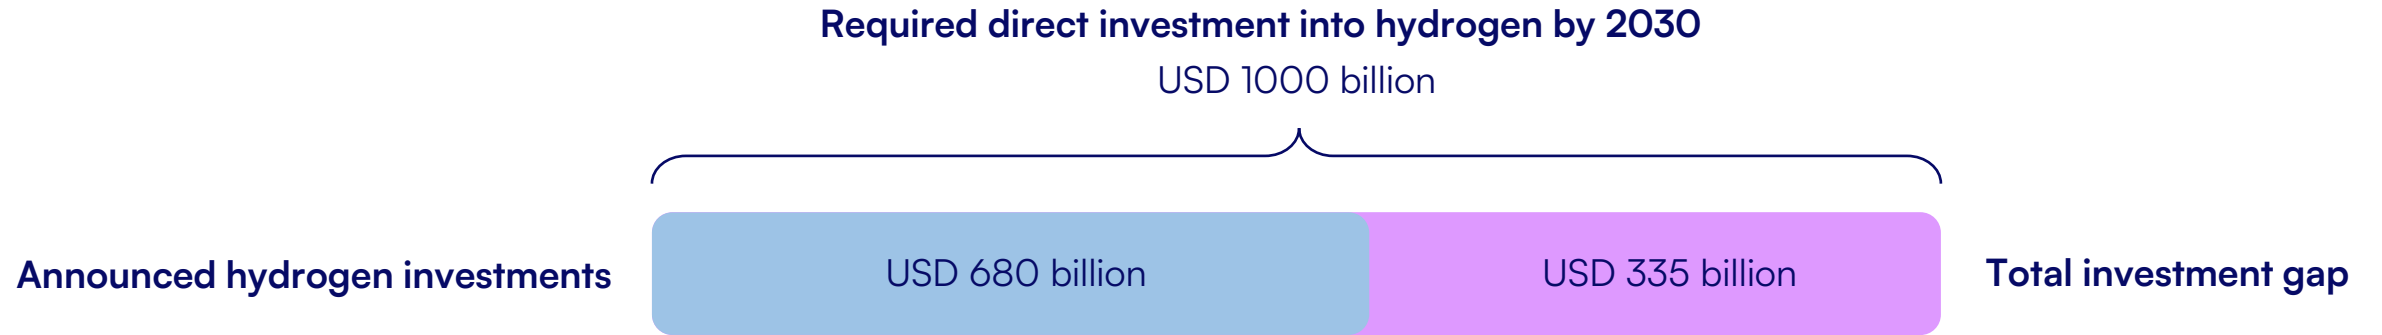 Required direct investment into hydrogen by 2030
USD 1000 billion
Announced hydrogen investments
USD 680 billion
USD 335 billion
Total investment gap